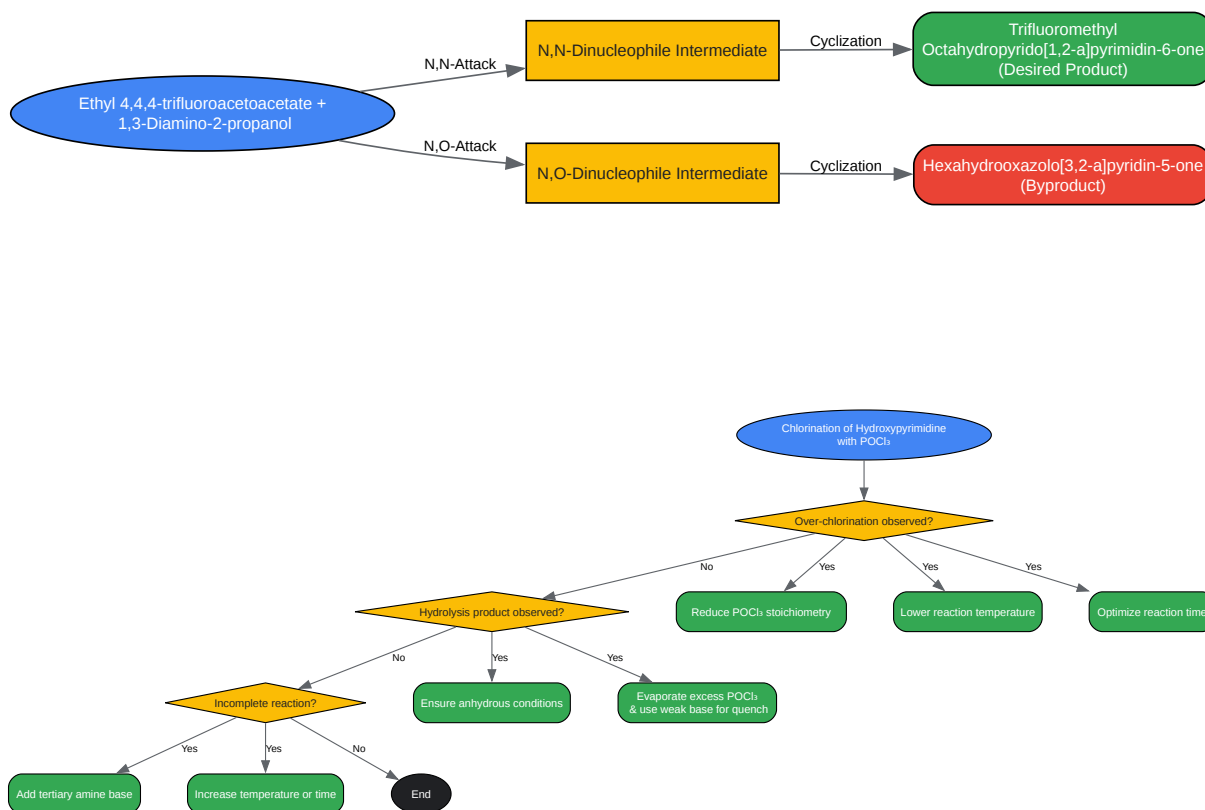 Trifluoromethyl
Octahydropyrido[1,2-a]pyrimidin-6-one
(Desired Product)
Cyclization
N,N-Dinucleophile Intermediate
N,N-Attack
Ethyl 4,4,4-trifluoroacetoacetate +
1,3-Diamino-2-propanol
N,O-Attack
N,O-Dinucleophile Intermediate
Cyclization
Hexahydrooxazolo[3,2-a]pyridin-5-one
(Byproduct)
Chlorination of Hydroxypyrimidine
with POCl₃
Over-chlorination observed?
No
Yes
Yes
Yes
Hydrolysis product observed?
Reduce POCl₃ stoichiometry
Lower reaction temperature
Optimize reaction time
No
Yes
Yes
Incomplete reaction?
Ensure anhydrous conditions
Evaporate excess POCl₃
& use weak base for quench
Yes
Yes
No
Add tertiary amine base
Increase temperature or time
End